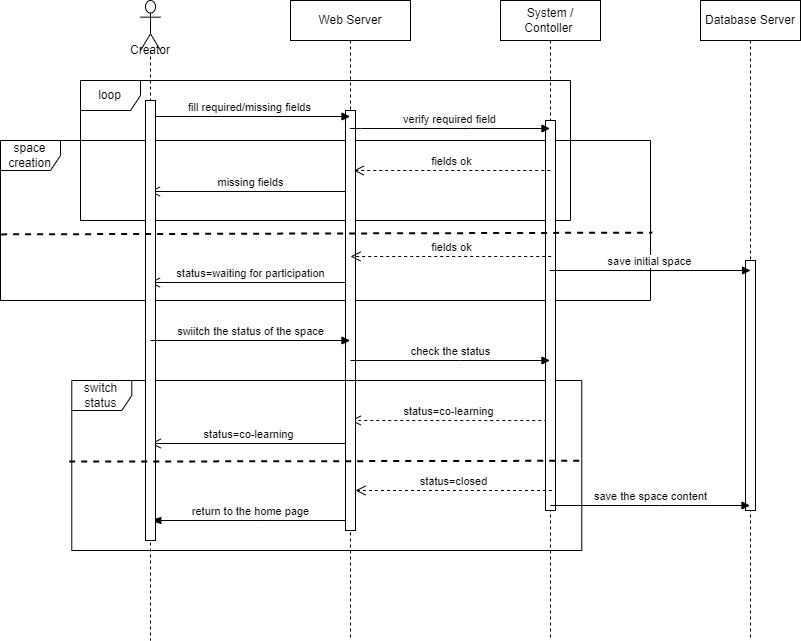 Creator
Web Server
System /
Contoller
Database Server
loop
fill required/missing fields
verify required field
space
creation
fields ok
missing fields
fields ok
save initial space
status=waiting for participation
swiitch the status of the space
check the status
switch
status
status=co-learning
status=co-learning
status=closed
save the space content
return to the home page